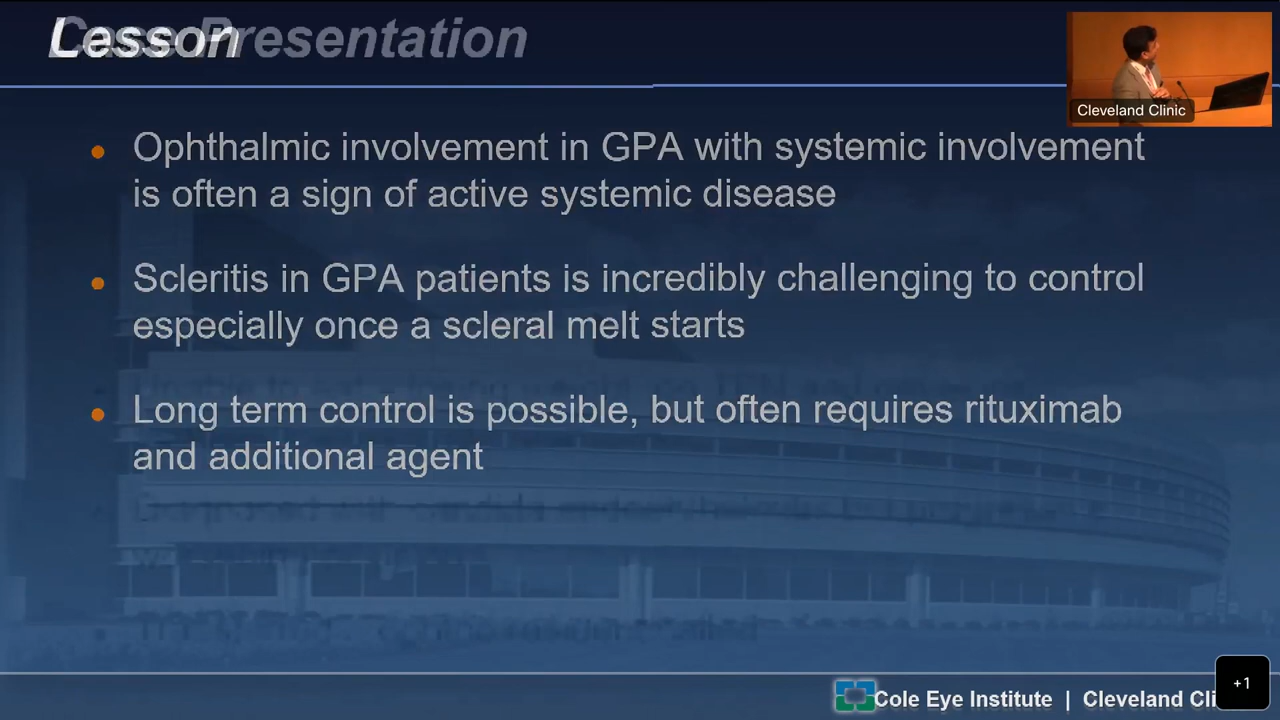 Lesson
Case Presentation
Cleveland Clinic
Ophthalmic involvement in GPA with systemic involvement
is often a sign of active systemic disease
Scleritis in GPA patients is incredibly challenging to control
especially once a scleral melt starts
Long term control is possible, but often requires rituximab
and additional agent
Cole Eye Institute | Cleveland Cli
+1